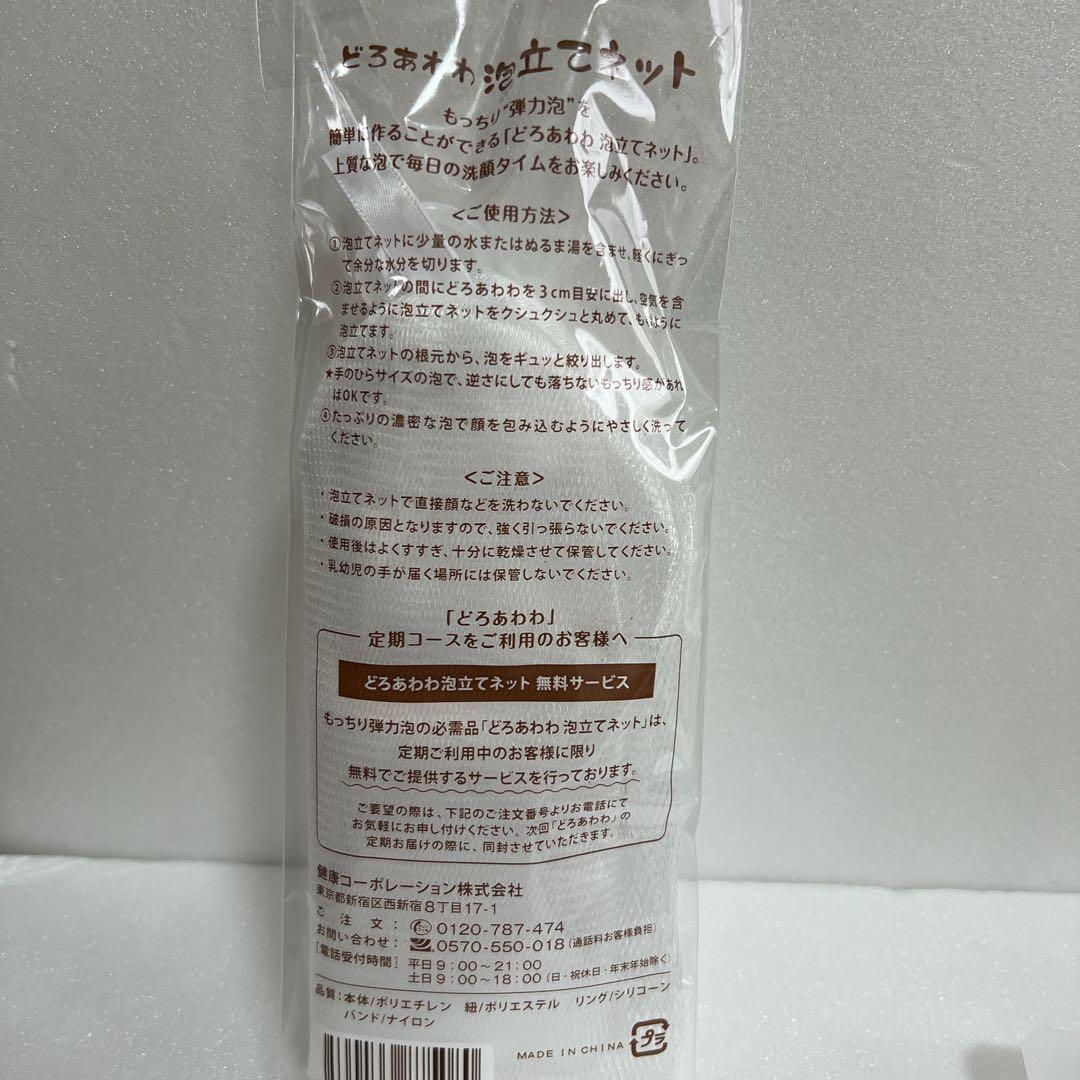 どろあわわ 泡立てネット
もっちり“弾力泡”を
簡単に作ることができる「どろあわわ 泡立てネット」。
上質な泡で毎日の洗顔タイムをお楽しみください。
<ご使用方法>
①泡立てネットに少量の水またはぬるま湯を含ませ、軽くにぎっ
て余分な水分を切ります。
②泡立てネットの間にどろあわわを3cm目安に出し、空気を含
ませるように泡立てネットをクシュクシュと丸めて、もむように
泡立てます。
③泡立てネットの根元から、泡をギュッと絞り出します。
★手のひらサイズの泡で、逆さにしても落ちないもっちり感があれ
ばOKです。
④たっぷりの濃密な泡で顔を包み込むようにやさしく洗って
ください。
<ご注意>
・泡立てネットで直接顔などを洗わないでください。
・破損の原因となりますので、強く引っ張らないでください。
・使用後はよくすすぎ、十分に乾燥させて保管してください。
・乳幼児の手が届く場所には保管しないでください。
「どろあわわ」
定期コースをご利用のお客様へ
どろあわわ泡立てネット 無料サービス
もっちり弾力泡の必需品「どろあわわ 泡立てネット」は、
定期ご利用中のお客様に限り
無料でご提供するサービスを行っております。
ご要望の際は、下記のご注文番号よりお電話にて
お気軽にお申し付けください。次回「どろあわわ」の
定期お届けの際に、同封させていただきます。
健康コーポレーション株式会社
東京都新宿区西新宿8丁目17-1
ご注文: 0120-787-474
お問い合わせ: 0570-550-018 (通話料お客様負担)
[電話受付時間] 平日 9:00〜21:00
土日 9:00〜18:00 (日・祝休日・年末年始除く)
品質:本体/ポリエチレン 紐/ポリエステル リング/シリコーン
バンド/ナイロン
MADE IN CHINA プラ